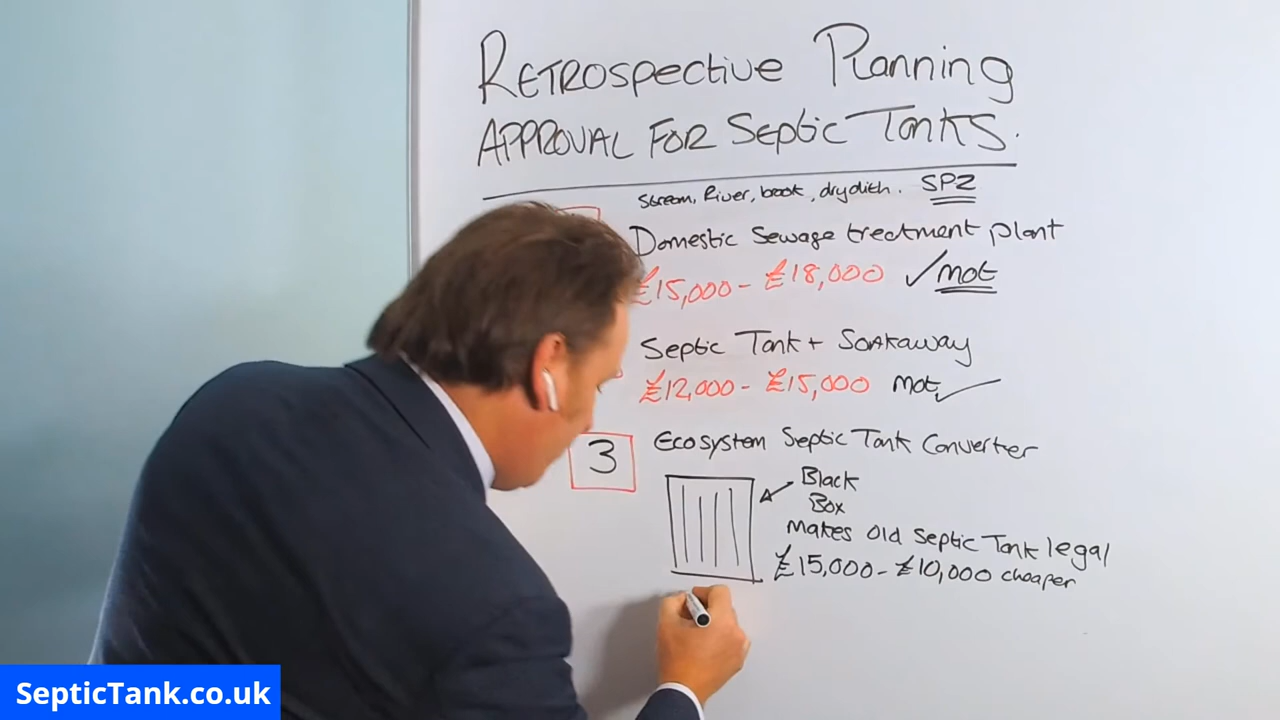 Retrospective Planning
Approval For Septic Tanks.
Stream, River, brook, dry dith. SPZ
Domestic Sewage treatment plant
£15,000 - £18,000 ✓ mot
Septic Tank + Soakaway
£12,000 - £15,000 mot ✓
3
Ecosystem Septic Tank Converter
Black
Box
makes old Septic Tank legal
£15,000 - £10,000 cheaper
SepticTank.co.uk